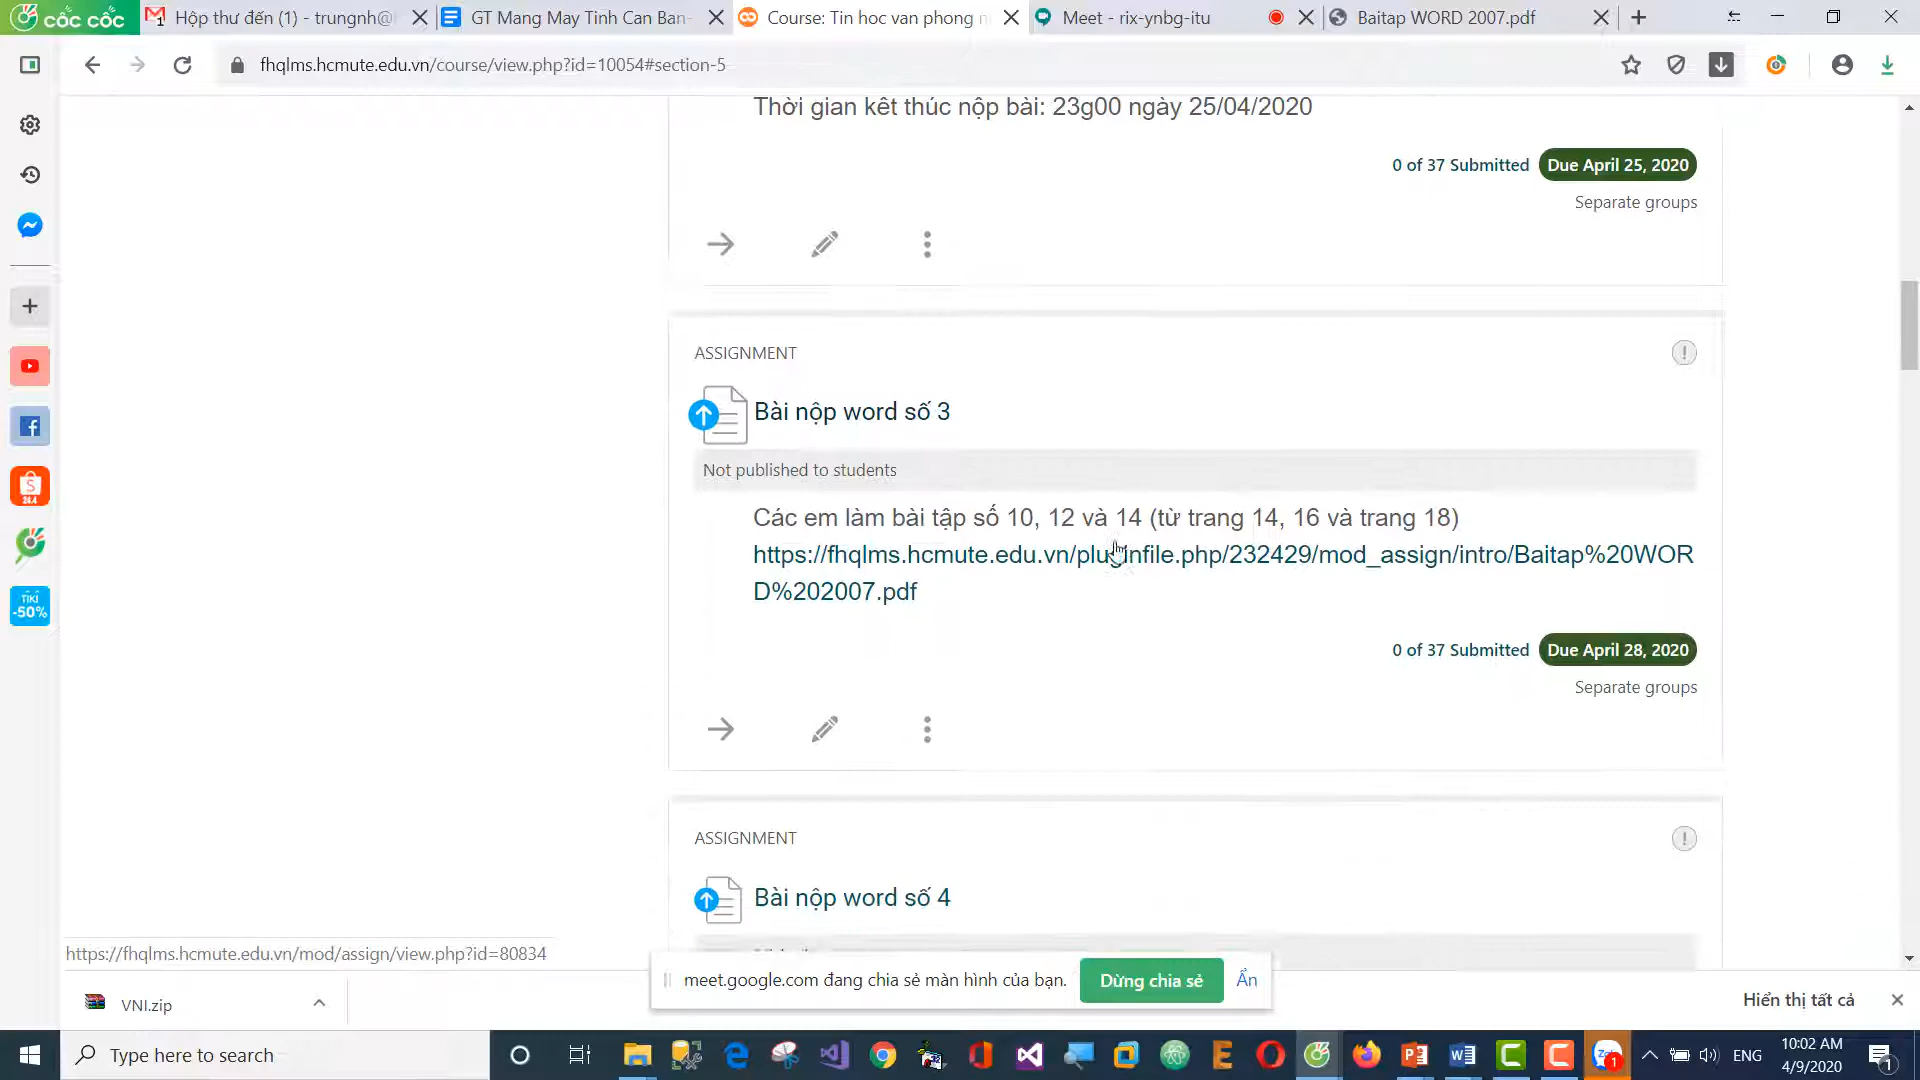 cốc cốc
Hộp thư đến (1) - trungnh@
GT Mang May Tinh Can Ban-
Course: Tin hoc van phong n
Meet - rix-ynbg-itu
Baitap WORD 2007.pdf
fhqlms.hcmute.edu.vn/course/view.php?id=10054#section-5
Thời gian kết thúc nộp bài: 23g00 ngày 25/04/2020
0 of 37 Submitted Due April 25, 2020
Separate groups
ASSIGNMENT
Bài nộp word số 3
Not published to students
Các em làm bài tập số 10, 12 và 14 (từ trang 14, 16 và trang 18)
https://fhqlms.hcmute.edu.vn/pluginfile.php/232429/mod_assign/intro/Baitap%20WOR
D%202007.pdf
0 of 37 Submitted Due April 28, 2020
Separate groups
ASSIGNMENT
Bài nộp word số 4
24.4
TIKI
-50%
https://fhqlms.hcmute.edu.vn/mod/assign/view.php?id=80834
meet.google.com đang chia sẻ màn hình của bạn. Dừng chia sẻ Ẩn
VNI.zip
Hiển thị tất cả
Type here to search
ENG
10:02 AM
4/9/2020